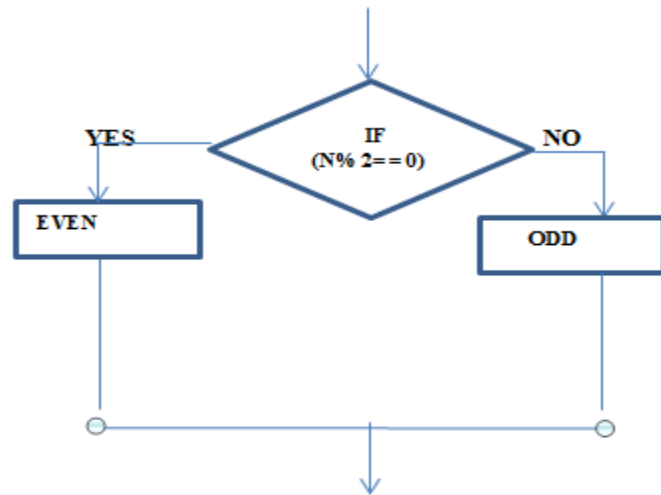 IF
(N% 2== 0)
YES
NO
EVEN
ODD